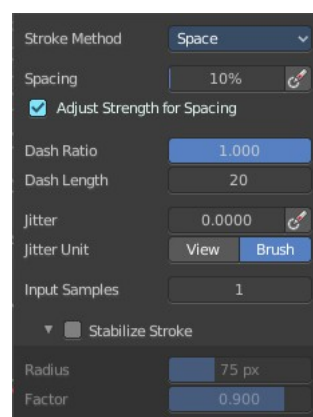 Stroke Method Space
Spacing 10%
Adjust Strength for Spacing
Dash Ratio 1.000
Dash Length 20
Jitter 0.0000
Jitter Unit View Brush
Input Samples 1
Stabilize Stroke
Radius 75 px
Factor 0.900